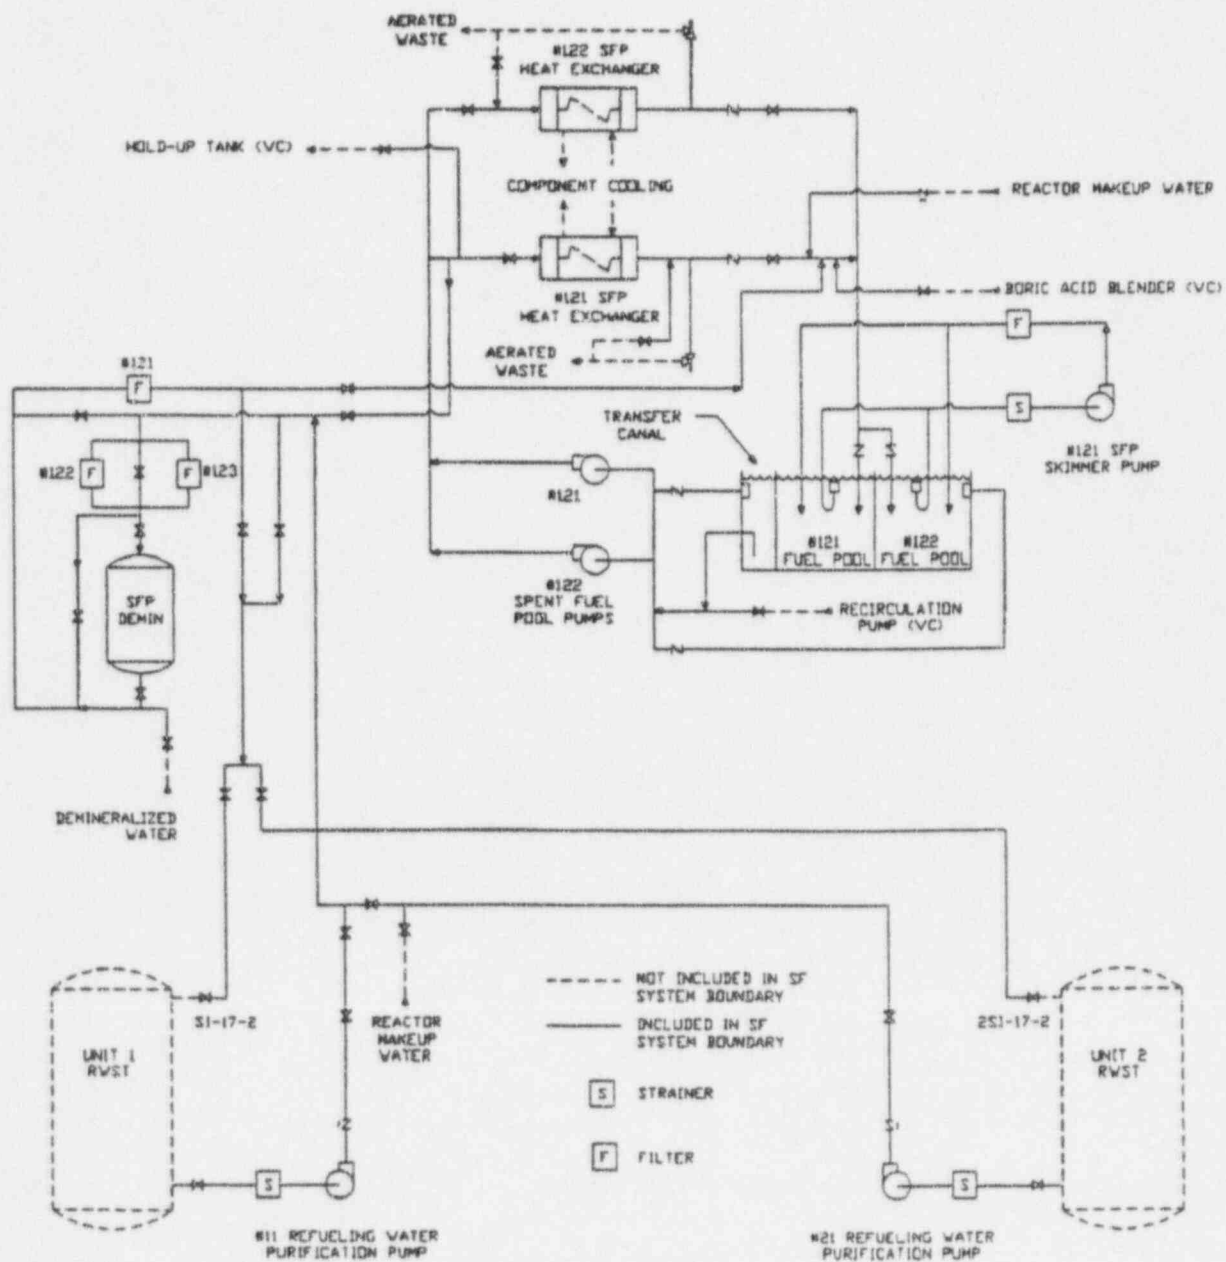 AERATED
WASTE
#122 SFP
HEAT EXCHANGER
HOLD-UP TANK (VC)
COMPONENT COOLING
REACTOR MAKEUP WATER
#121 SFP
HEAT EXCHANGER
BORIC ACID BLENDER (VC)
F
AERATED
WASTE
#121
F
TRANSFER
CANAL
S
#121 SFP
SKIMMER PUMP
#122
F
F
#123
#121
#121
FUEL POOL
#122
FUEL POOL
SFP
DEMIN
#122
SPENT FUEL
POOL PUMPS
RECIRCULATION
PUMP (VC)
DEMINERALIZED
WATER
NOT INCLUDED IN SF
SYSTEM BOUNDARY
SI-17-2
INCLUDED IN SF
SYSTEM BOUNDARY
2SI-17-2
REACTOR
MAKEUP
WATER
UNIT 1
RWST
UNIT 2
RWST
S
STRAINER
F
FILTER
S
S
#11 REFUELING WATER
PURIFICATION PUMP
#21 REFUELING WATER
PURIFICATION PUMP